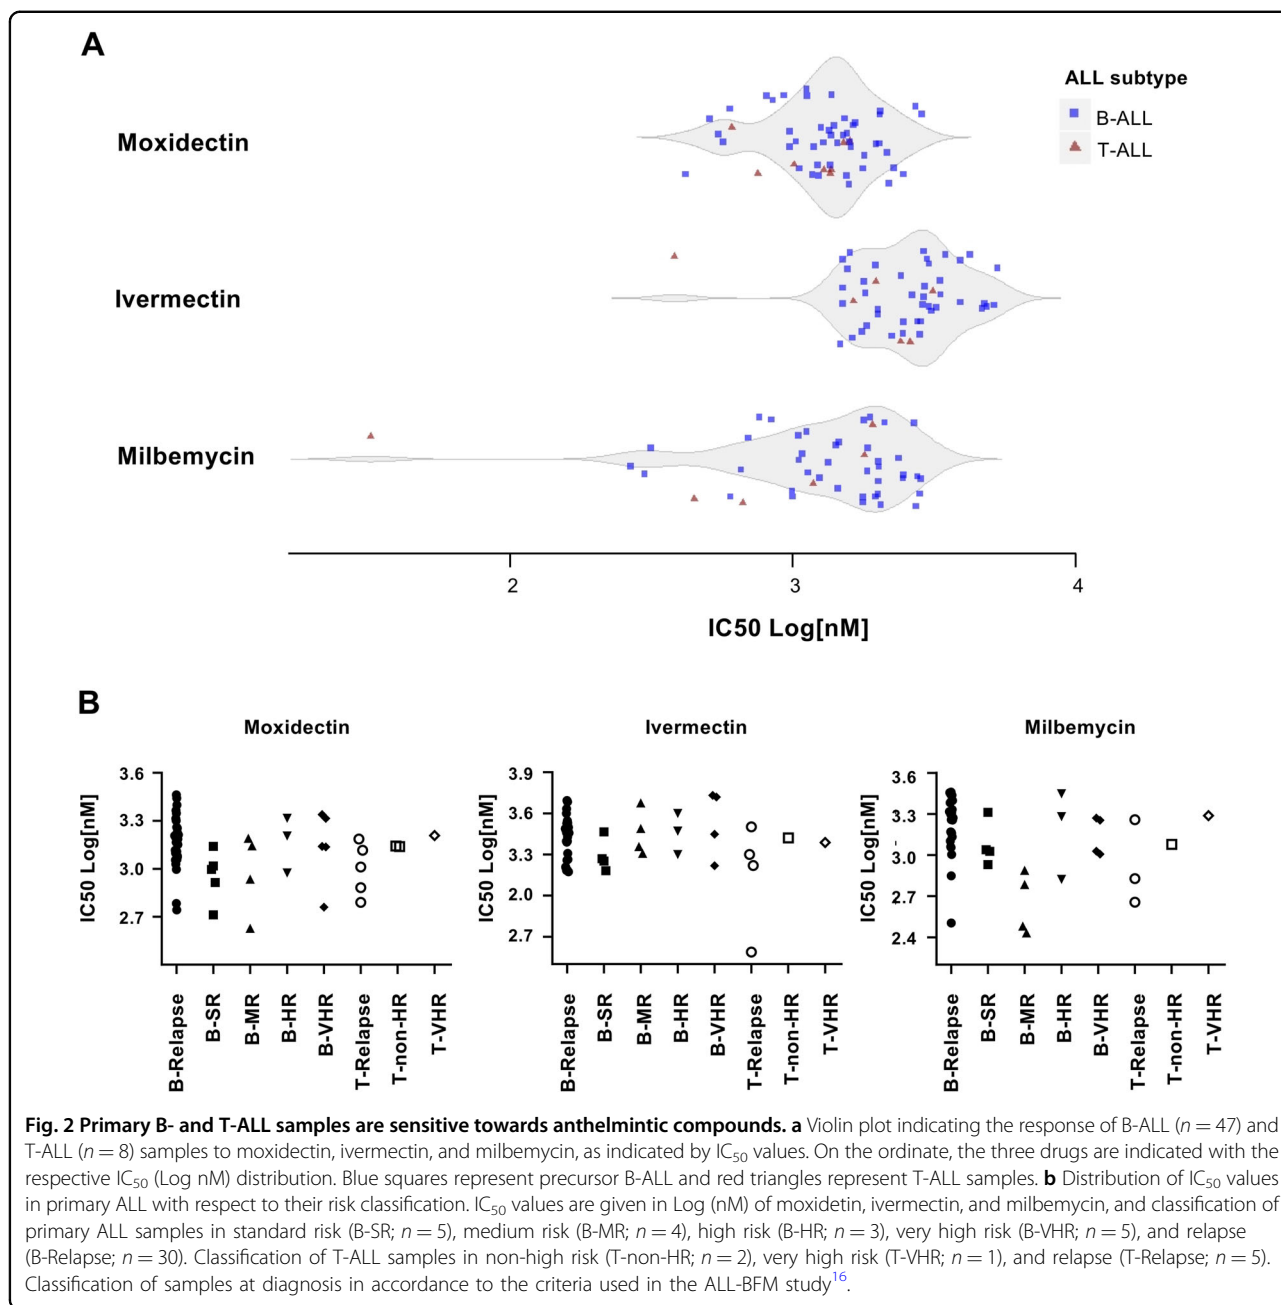 A
ALL subtype
B-ALL
T-ALL
Moxidectin
Ivermectin
Milbemycin
2 3 4
IC50 Log[nM]
B
Moxidectin
IC50 Log[nM]
3.6
3.3
3.0
2.7
B-Relapse
B-SR
B-MR
B-HR
B-VHR
T-Relapse
T-non-HR
T-VHR
Ivermectin
IC50 Log[nM]
3.9
3.6
3.3
2.0
2.7
B-Relapse
B-SR
B-MR
B-HR
B-VHR
T-Relapse
T-non-HR
T-VHR
Milbemycin
IC50 Log[nM]
3.6
3.3
3.0
2.7
2.4
B-Relapse
B-SR
B-MR
B-HR
B-VHR
T-Relapse
T-non-HR
T-VHR
Fig. 2 Primary B- and T-ALL samples are sensitive towards anthelmintic compounds. a Violin plot indicating the response of B-ALL (n = 47) and
T-ALL (n = 8) samples to moxidectin, ivermectin, and milbemycin, as indicated by IC50 values. On the ordinate, the three drugs are indicated with the
respective IC50 (Log nM) distribution. Blue squares represent precursor B-ALL and red triangles represent T-ALL samples. b Distribution of IC50 values
in primary ALL with respect to their risk classification. IC50 values are given in Log (nM) of moxidetin, ivermectin, and milbemycin, and classification of
primary ALL samples in standard risk (B-SR; n = 5), medium risk (B-MR; n = 4), high risk (B-HR; n = 3), very high risk (B-VHR; n = 5), and relapse
(B-Relapse; n = 30). Classification of T-ALL samples in non-high risk (T-non-HR; n = 2), very high risk (T-VHR; n = 1), and relapse (T-Relapse; n = 5).
Classification of samples at diagnosis in accordance to the criteria used in the ALL-BFM study16.